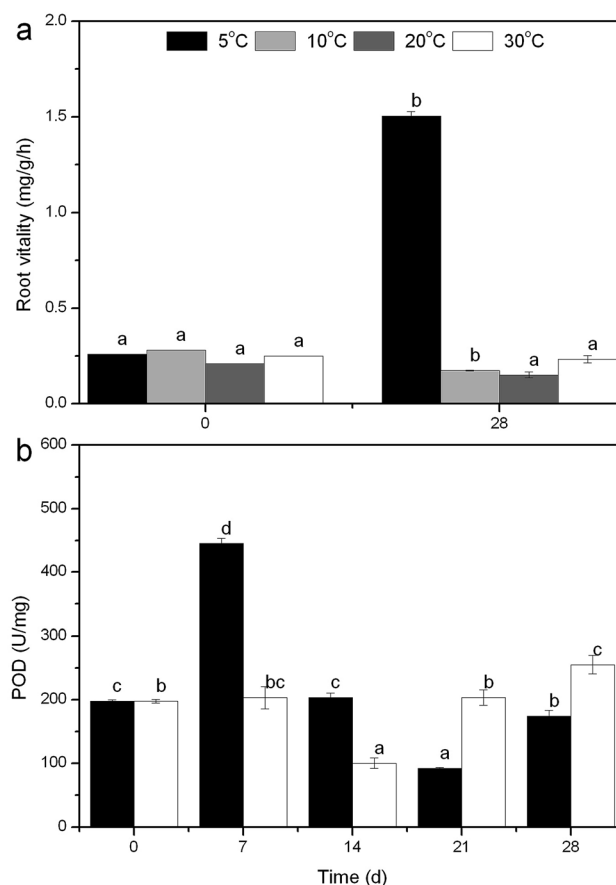 a
5°C 10°C 20°C 30°C
2.0
1.5
1.0
0.5
0.0
Root vitality (mg/g/h)
a a a a
b b a a
0 28
b
600
500
400
300
200
100
0
POD (U/mg)
c b d bc c a a b b c
0 7 14 21 28
Time (d)